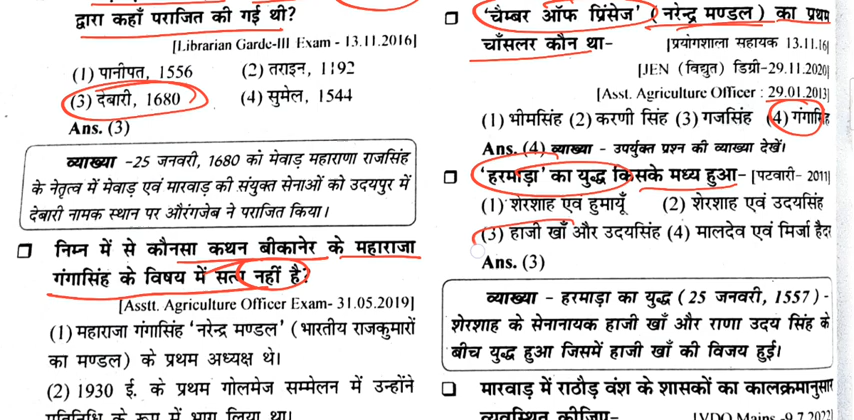 द्वारा कहाँ पराजित की गई थी?
[Librarian Garde-III Exam - 13.11.2016]
(1) पानीपत, 1556 (2) तराइन, 1192
(3) देबारी, 1680 (4) सुमेल, 1544
Ans. (3)
व्याख्या -25 जनवरी, 1680 को मेवाड़ महाराणा राजसिंह
के नेतृत्व में मेवाड़ एवं मारवाड़ की संयुक्त सेनाओं को उदयपुर में
देबारी नामक स्थान पर औरंगजेब ने पराजित किया।
निम्न में से कौनसा कथन बीकानेर के महाराजा
गंगासिंह के विषय में सत्य नहीं है?
[Asstt. Agriculture Officer Exam- 31.05.2019]
(1) महाराजा गंगासिंह 'नरेन्द्र मण्डल' (भारतीय राजकुमारों
का मण्डल) के प्रथम अध्यक्ष थे।
(2) 1930 ई. के प्रथम गोलमेज सम्मेलन में उन्होंने
प्रतिनिधि के रूप में भाग लिया था।
'चैम्बर ऑफ प्रिंसेज' (नरेन्द्र मण्डल) का प्रथम
चाँसलर कौन था-
[प्रयोगशाला सहायक 13.11.16]
[JEN (विद्युत) डिग्री-29.11.2020]
[Asst. Agriculture Officer : 29.01.2013]
(1) भीमसिंह (2) करणी सिंह (3) गजसिंह (4) गंगासिंह
Ans. (4) व्याख्या - उपर्युक्त प्रश्न की व्याख्या देखें।
'हरमाड़ा' का युद्ध किसके मध्य हुआ- [पटवारी- 2011]
(1) शेरशाह एवं हुमायूँ (2) शेरशाह एवं उदयसिंह
(3) हाजी खाँ और उदयसिंह (4) मालदेव एवं मिर्जा हैदर
Ans. (3)
व्याख्या - हरमाड़ा का युद्ध (25 जनवरी, 1557) -
शेरशाह के सेनानायक हाजी खाँ और राणा उदय सिंह के
बीच युद्ध हुआ जिसमें हाजी खाँ की विजय हुई।
मारवाड़ में राठौड़ वंश के शासकों का कालक्रमानुसार
व्यवस्थित कीजिए-
[VDO Mains -9.7.2022]